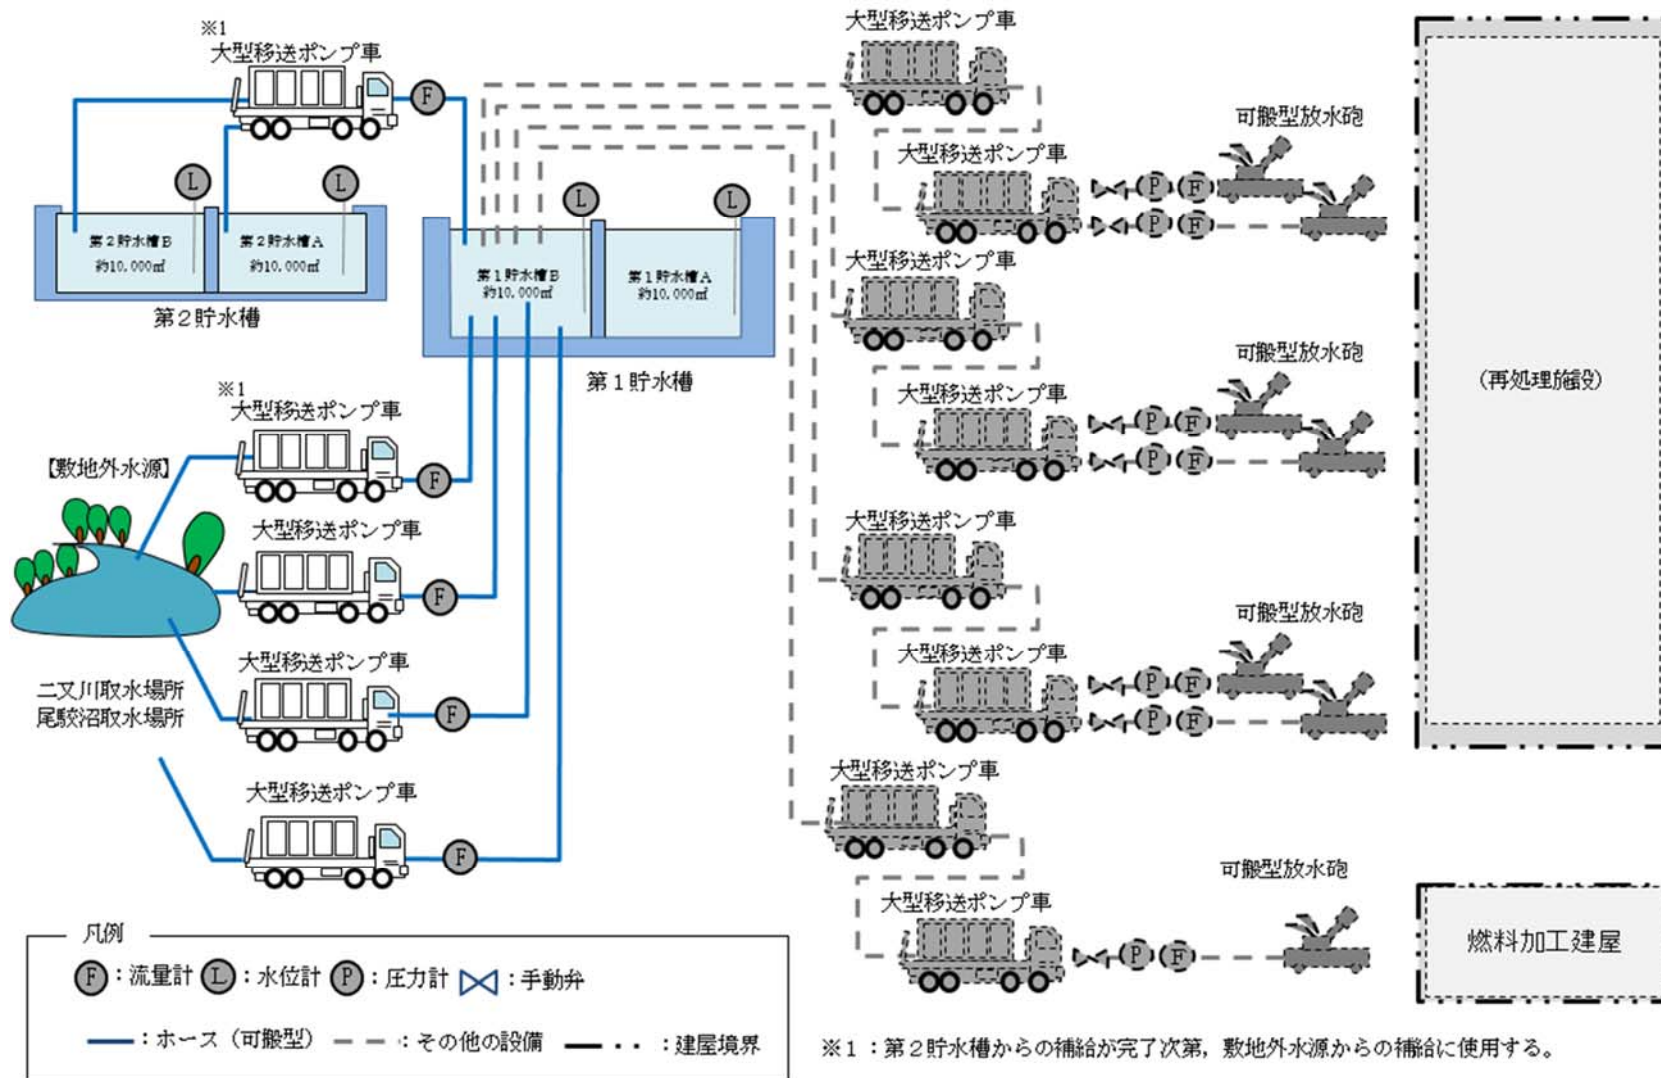 ※1
大型移送ポンプ車
F
L
L
第2貯水槽B
約10,000㎥
第2貯水槽A
約10,000㎥
第2貯水槽
L
L
第1貯水槽B
約10,000㎥
第1貯水槽A
約10,000㎥
第1貯水槽
※1
大型移送ポンプ車
F
【敷地外水源】
大型移送ポンプ車
F
二又川取水場所
尾駮沼取水場所
大型移送ポンプ車
F
大型移送ポンプ車
F
大型移送ポンプ車
大型移送ポンプ車
可搬型放水砲
P F
P F
大型移送ポンプ車
大型移送ポンプ車
可搬型放水砲
P F
P F
大型移送ポンプ車
大型移送ポンプ車
可搬型放水砲
P F
P F
大型移送ポンプ車
大型移送ポンプ車
可搬型放水砲
P F
(再処理施設)
燃料加工建屋
凡例
F：流量計 L：水位計 P：圧力計 ：手動弁
：ホース（可搬型） ：その他の設備 ：建屋境界
※1：第2貯水槽からの補給が完了次第，敷地外水源からの補給に使用する。